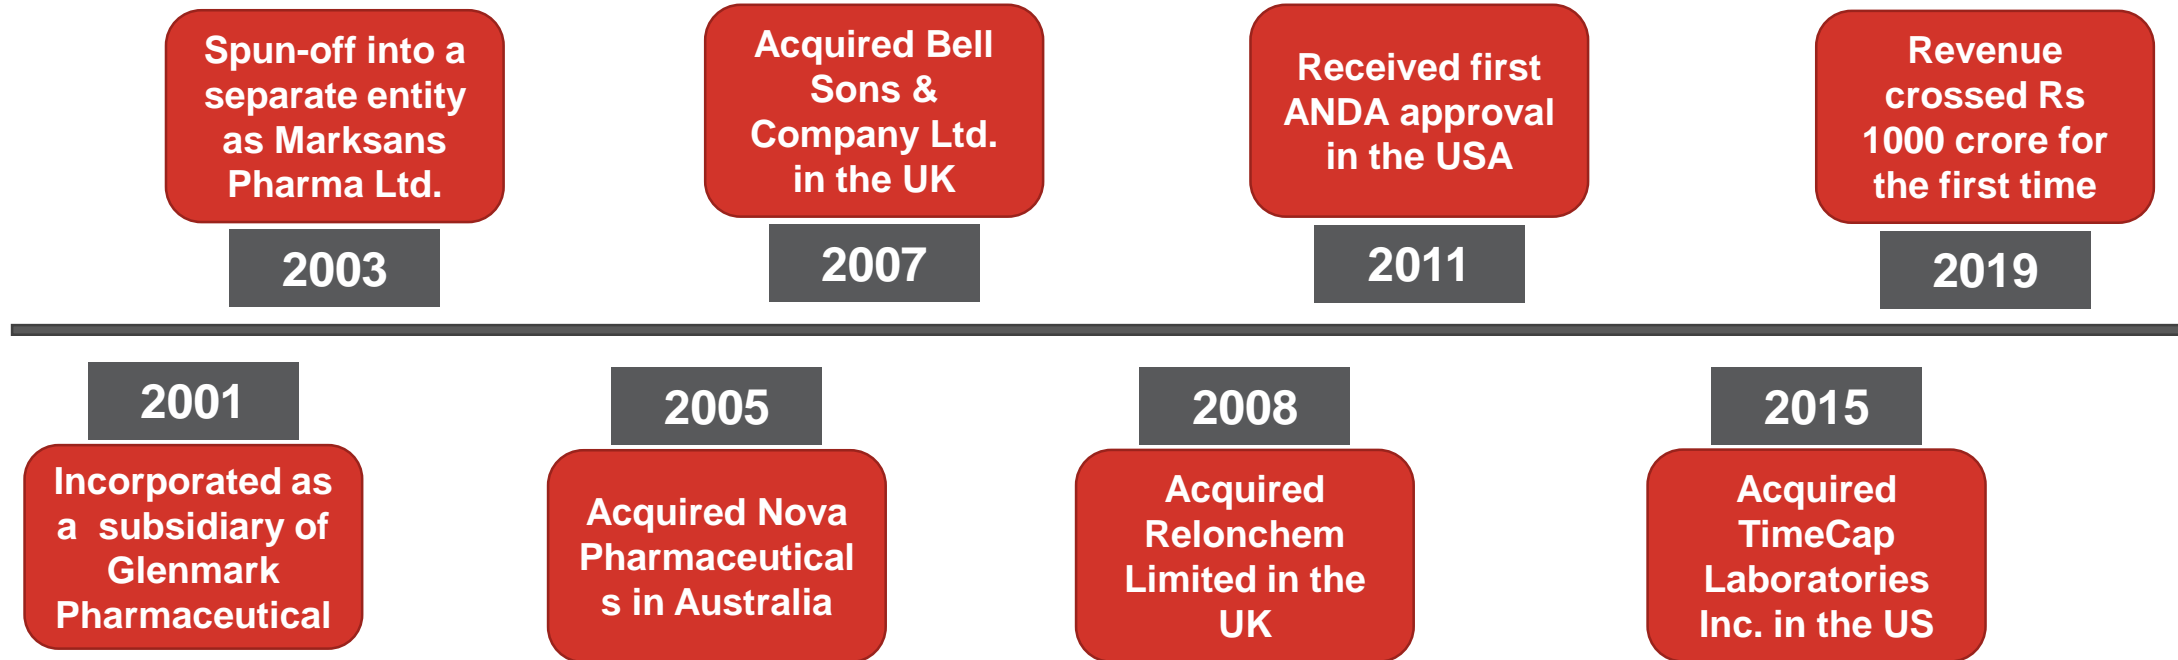 Spun-off into a
separate entity
as Marksans
Pharma Ltd.
2003
Acquired Bell
Sons &
Company Ltd.
in the UK
2007
Received first
ANDA approval
in the USA
2011
Revenue
crossed Rs
1000 crore for
the first time
2019
2001
Incorporated as
a  subsidiary of
Glenmark
Pharmaceutical
2005
Acquired Nova
Pharmaceutical
s in Australia
2008
Acquired
Relonchem
Limited in the
UK
2015
Acquired
TimeCap
Laboratories
Inc. in the US